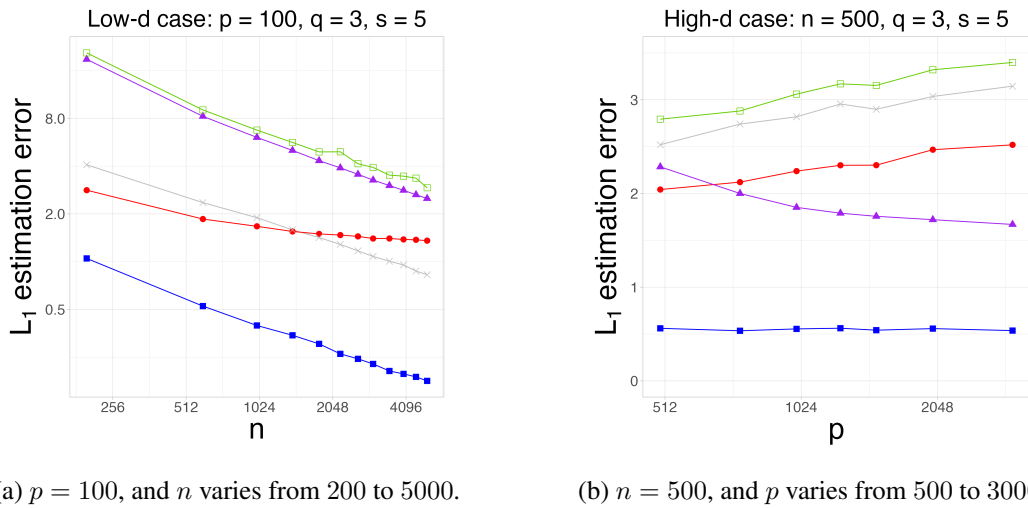 Low-d case: p = 100, q = 3, s = 5
High-d case: n = 500, q = 3, s = 5
L1 estimation error
8.0
2.0
0.5
256 512 1024 2048 4096
n
L1 estimation error
3
2
1
0
512 1024 2048
p
a) p = 100, and n varies from 200 to 5000.
(b) n = 500, and p varies from 500 to 300